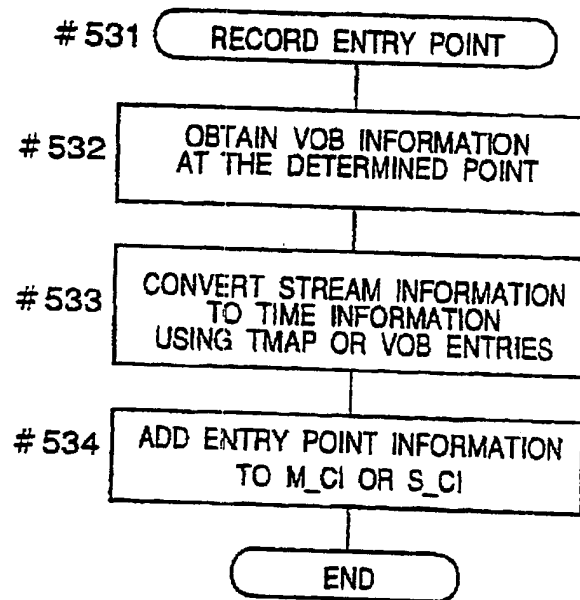 #531 RECORD ENTRY POINT
#532 OBTAIN VOB INFORMATION
AT THE DETERMINED POINT
#533 CONVERT STREAM INFORMATION
TO TIME INFORMATION
USING TMAP OR VOB ENTRIES
#534 ADD ENTRY POINT INFORMATION
TO M_CI OR S_CI
END